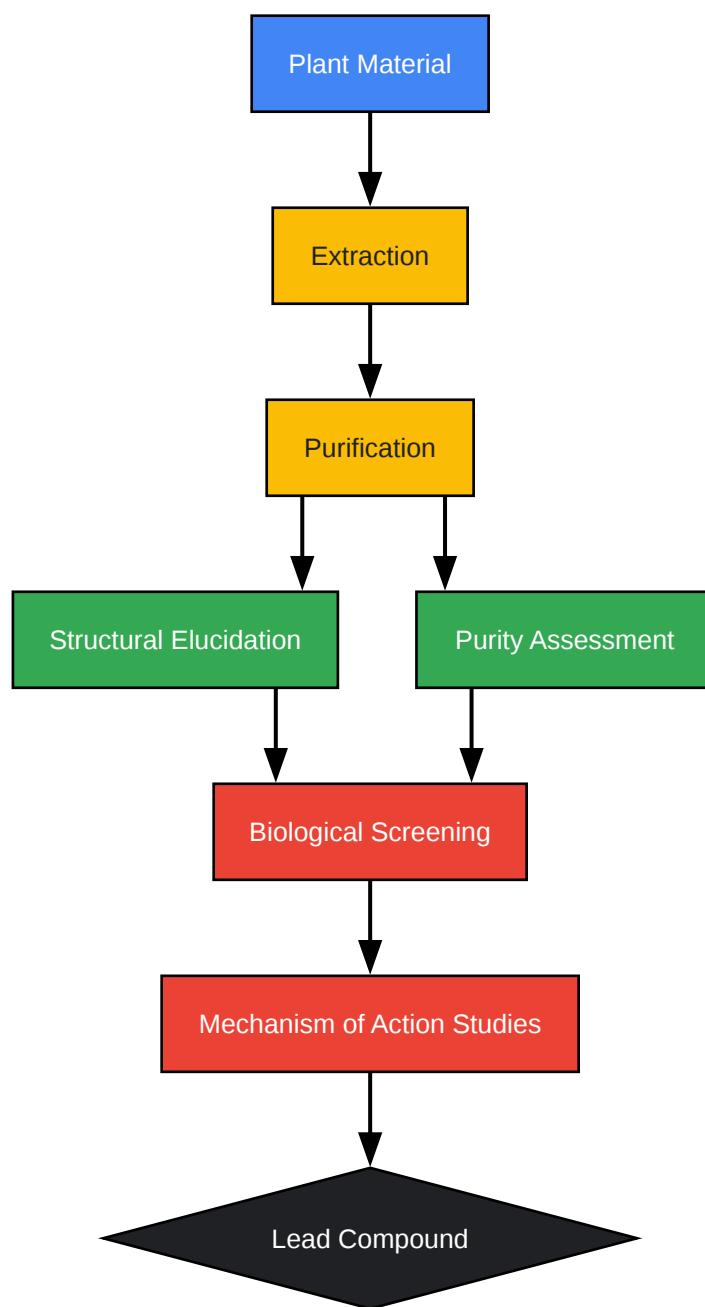 Plant Material
Extraction
Purification
Structural Elucidation
Purity Assessment
Biological Screening
Mechanism of Action Studies
Lead Compound